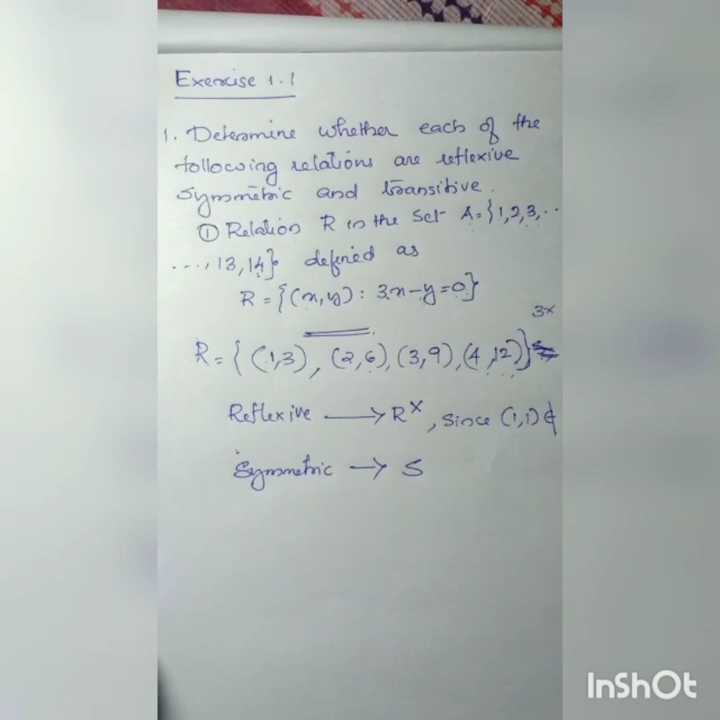 Exercise 1.1
1. Determine whether each of the
following relations are reflexive
symmetric and transitive.
① Relation R in the set A={1,2,3,..
..., 13, 14} defined as
R = {(x,y): 3x-y=0}
3x
R = { (1,3), (2,6), (3,9), (4,12)}
Reflexive → R×, since (1,1) ∉
Symmetric → S
InShOt